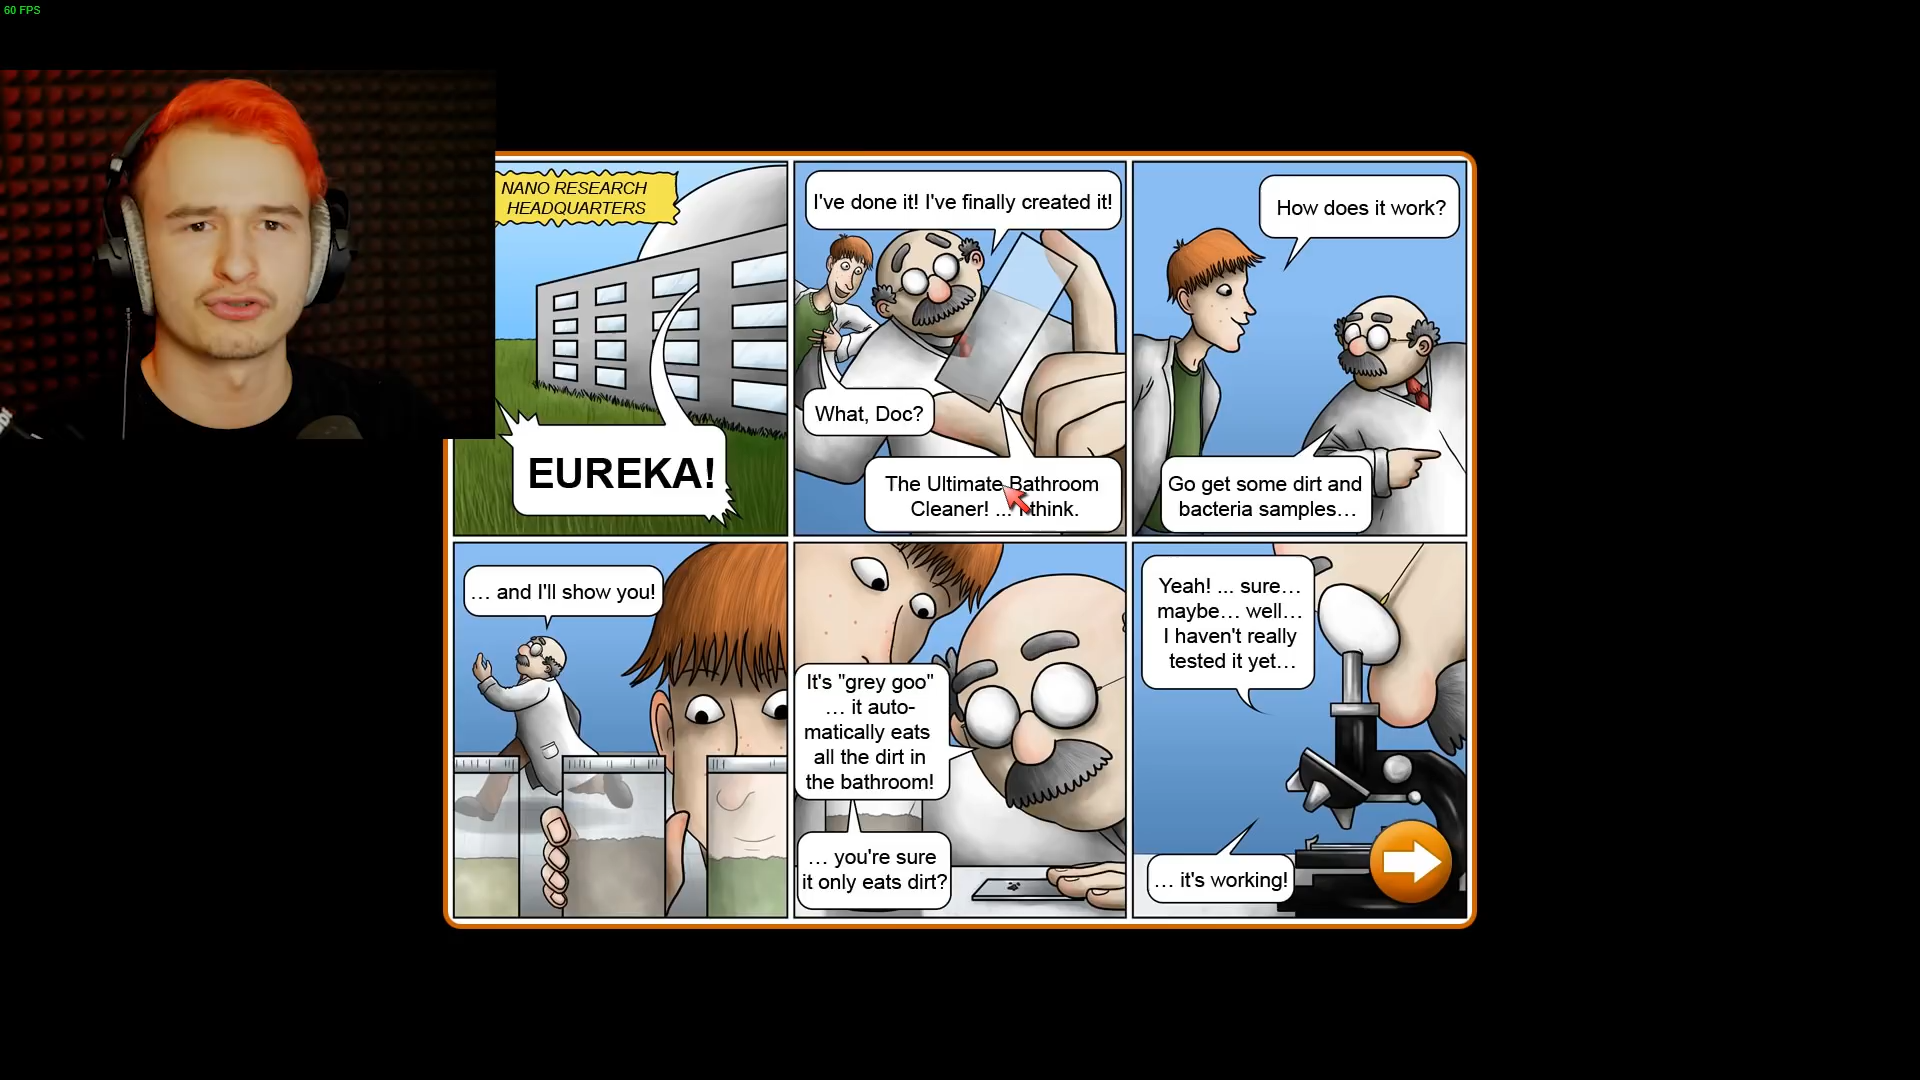 60 FPS
NANO RESEARCH
HEADQUARTERS
EUREKA!
I've done it! I've finally created it!
What, Doc?
The Ultimate Bathroom
Cleaner! ... I think.
How does it work?
Go get some dirt and
bacteria samples...
... and I'll show you!
It's "grey goo"
... it auto-
matically eats
all the dirt in
the bathroom!
... you're sure
it only eats dirt?
Yeah! ... sure...
maybe... well...
I haven't really
tested it yet...
... it's working!